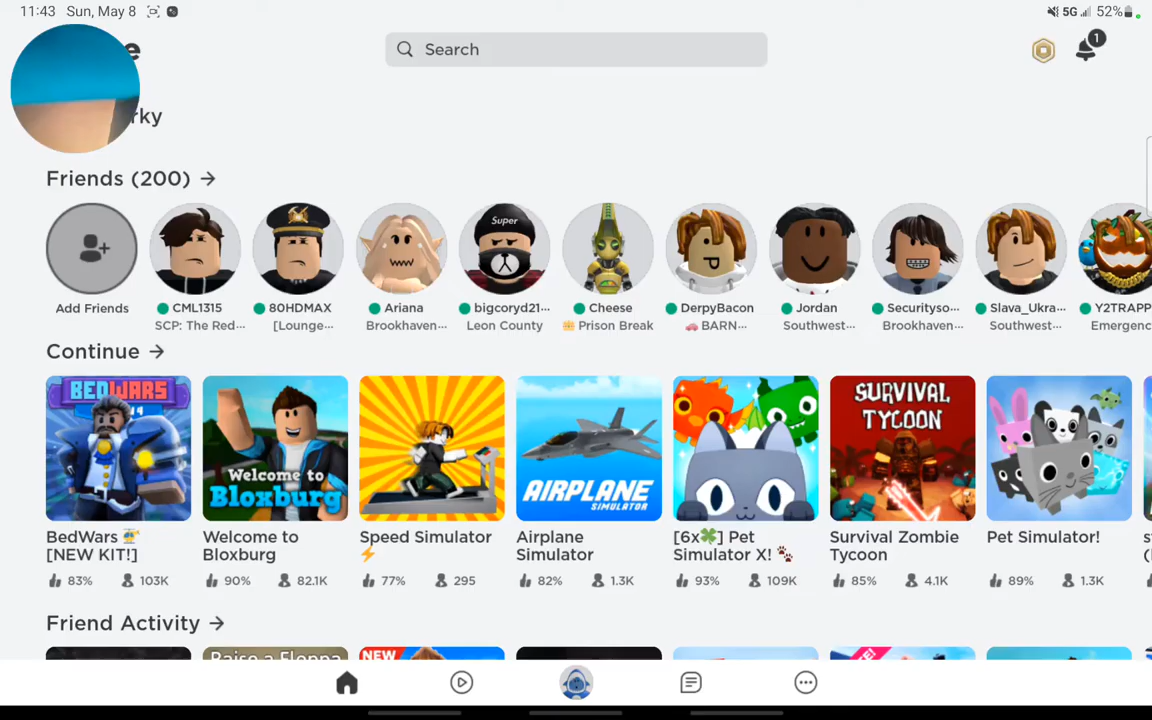 11:43 Sun, May 8
5G 52%
Search
1
Friends (200) →
Super
Add Friends
CML1315
SCP: The Red...
80HDMAX
[Lounge...
Ariana
Brookhaven...
bigcoryd21...
Leon County
Cheese
Prison Break
DerpyBacon
BARN...
Jordan
Southwest...
Securityso...
Brookhaven...
Slava_Ukra...
Southwest...
Y2TRAPP
Emergenc
Continue →
BEDWARS
Welcome to
Bloxburg
AIRPLANE
SIMULATOR
SURVIVAL
TYCOON
BedWars
[NEW KIT!]
83% 103K
Welcome to
Bloxburg
90% 82.1K
Speed Simulator
⚡
77% 295
Airplane
Simulator
82% 1.3K
[6x🍀] Pet
Simulator X! 🐾
93% 109K
Survival Zombie
Tycoon
85% 4.1K
Pet Simulator!
89% 1.3K
Friend Activity →
Raise a Floppa
NEW